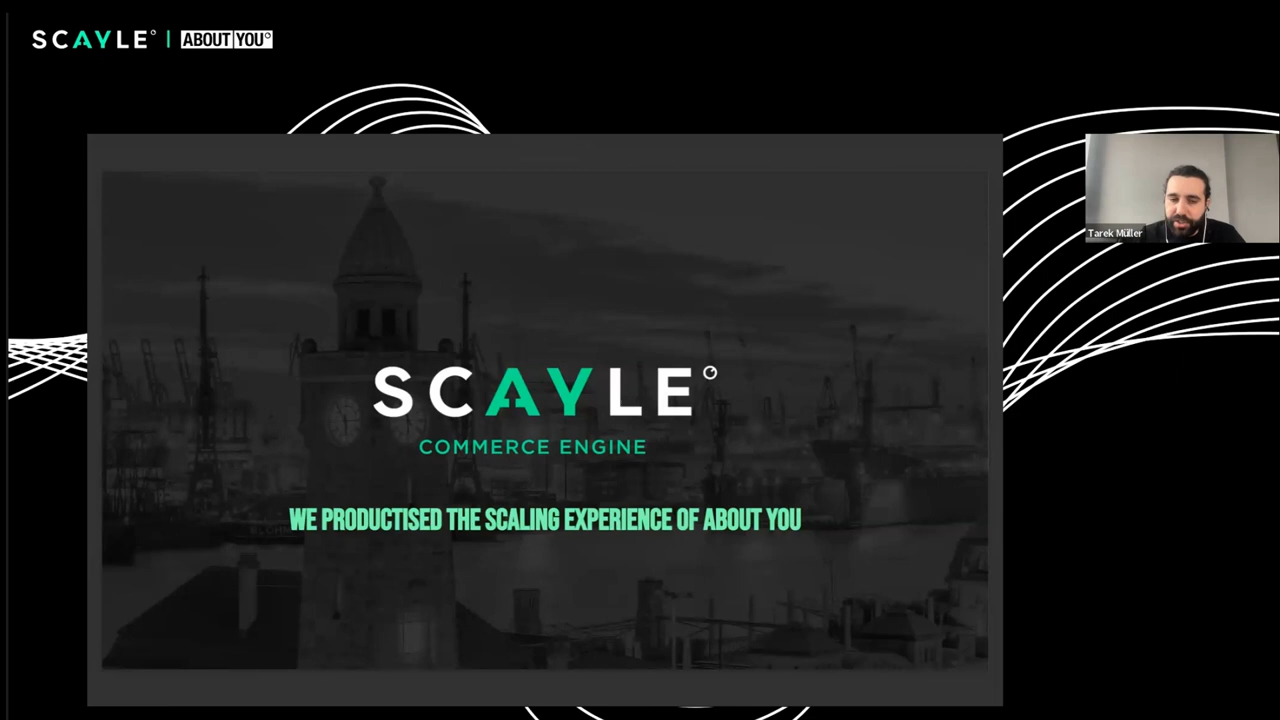 SCAYLE° | ABOUT YOU°
Tarek Müller
SCAYLE°
COMMERCE ENGINE
WE PRODUCTISED THE SCALING EXPERIENCE OF ABOUT YOU